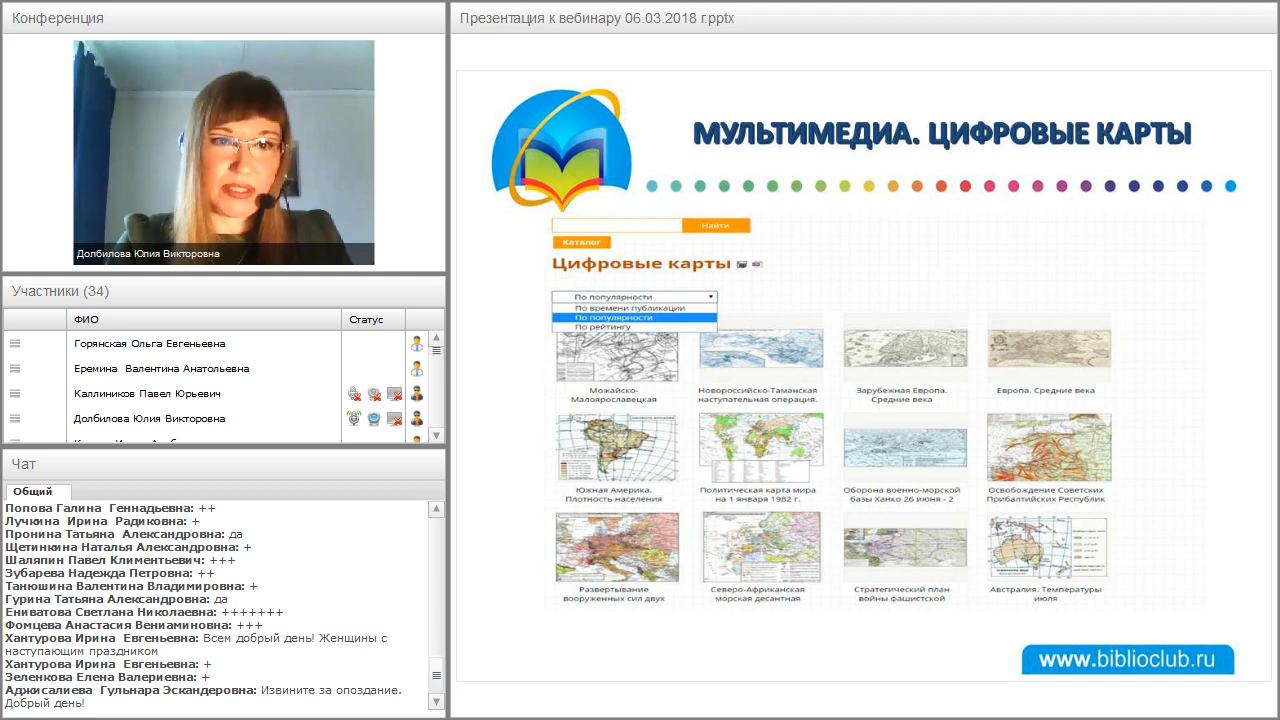 Конференция
Долбилова Юлия Викторовна
Участники (34)
ФИО
Статус
Горянская Ольга Евгеньевна
Еремина Валентина Анатольевна
Каллиников Павел Юрьевич
Долбилова Юлия Викторовна
Чат
Общий
Попова Галина Геннадьевна: ++
Лучкина Ирина Радиковна: +
Пронина Татьяна Александровна: да
Щетинкина Наталья Александровна: +
Шаляпин Павел Климентьевич: +++
Зубарева Надежда Петровна: ++
Танюшина Валентина Владимировна: +
Гурина Татьяна Александровна: да
Ениватова Светлана Николаевна: +++++++
Фомцева Анастасия Вениаминовна: +++
Хантурова Ирина Евгеньевна: Всем добрый день! Женщины с
наступающим праздником
Хантурова Ирина Евгеньевна: +
Зеленкова Елена Валериевна: +
Аджисалиева Гульнара Эскандеровна: Извините за опоздание.
Добрый день!
Презентация к вебинару 06.03.2018 г.pptx
МУЛЬТИМЕДИА. ЦИФРОВЫЕ КАРТЫ
Найти
Каталог
Цифровые карты
По популярности
По времени публикации
По популярности
По рейтингу
Можайско-
Малоярославецкая
Новороссийско-Таманская
наступательная операция.
Зарубежная Европа.
Средние века
Европа. Средние века
Южная Америка.
Плотность населения
Политическая карта мира
на 1 января 1982 г.
Оборона военно-морской
базы Ханко 26 июня - 2
Освобождение Советских
Прибалтийских Республик
Развертывание
вооруженных сил двух
Северо-Африканская
морская десантная
Стратегический план
войны фашистской
Австралия. Температуры
июля
www.biblioclub.ru